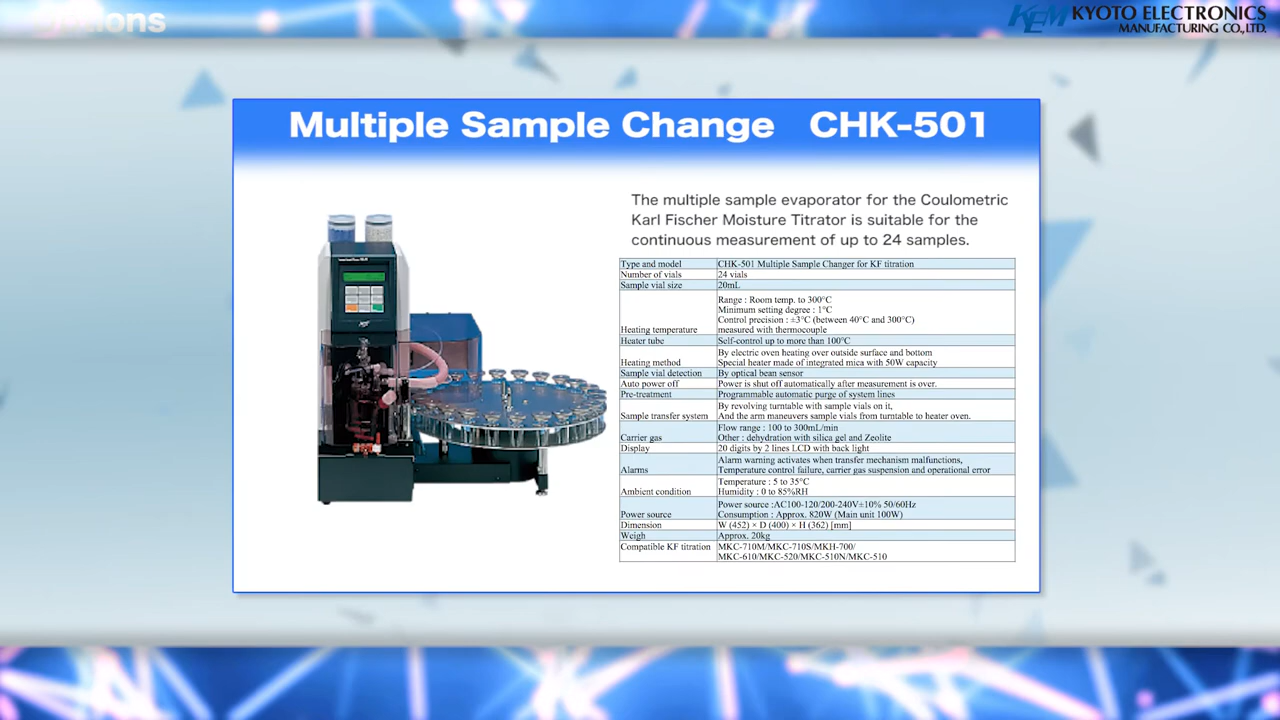 KEM KYOTO ELECTRONICS
MANUFACTURING CO.,LTD.
Multiple Sample Change CHK-501
The multiple sample evaporator for the Coulometric
Karl Fischer Moisture Titrator is suitable for the
continuous measurement of up to 24 samples.
Type and model CHK-501 Multiple Sample Changer for KF titration
Number of vials 24 vials
Sample vial size 20mL
Range : Room temp. to 300°C
Minimum setting degree : 1°C
Control precision : ±3°C (between 40°C and 300°C)
Heating temperature measured with thermocouple
Heater tube Self-control up to more than 100°C
By electric oven heating over outside surface and bottom
Heating method Special heater made of integrated mica with 50W capacity
Sample vial detection By optical bean sensor
Auto power off Power is shut off automatically after measurement is over.
Pre-treatment Programmable automatic purge of system lines
By revolving turntable with sample vials on it,
Sample transfer system And the arm maneuvers sample vials from turntable to heater oven.
Flow range : 100 to 300mL/min
Carrier gas Other : dehydration with silica gel and Zeolite
Display 20 digits by 2 lines LCD with back light
Alarm warning activates when transfer mechanism malfunctions,
Alarms Temperature control failure, carrier gas suspension and operational error
Temperature : 5 to 35°C
Ambient condition Humidity : 0 to 85%RH
Power source :AC100-120/200-240V±10% 50/60Hz
Power source Consumption : Approx. 820W (Main unit 100W)
Dimension W (452) × D (400) × H (362) [mm]
Weigh Approx. 20kg
Compatible KF titration MKC-710M/MKC-710S/MKH-700/
MKC-610/MKC-520/MKC-510N/MKC-510